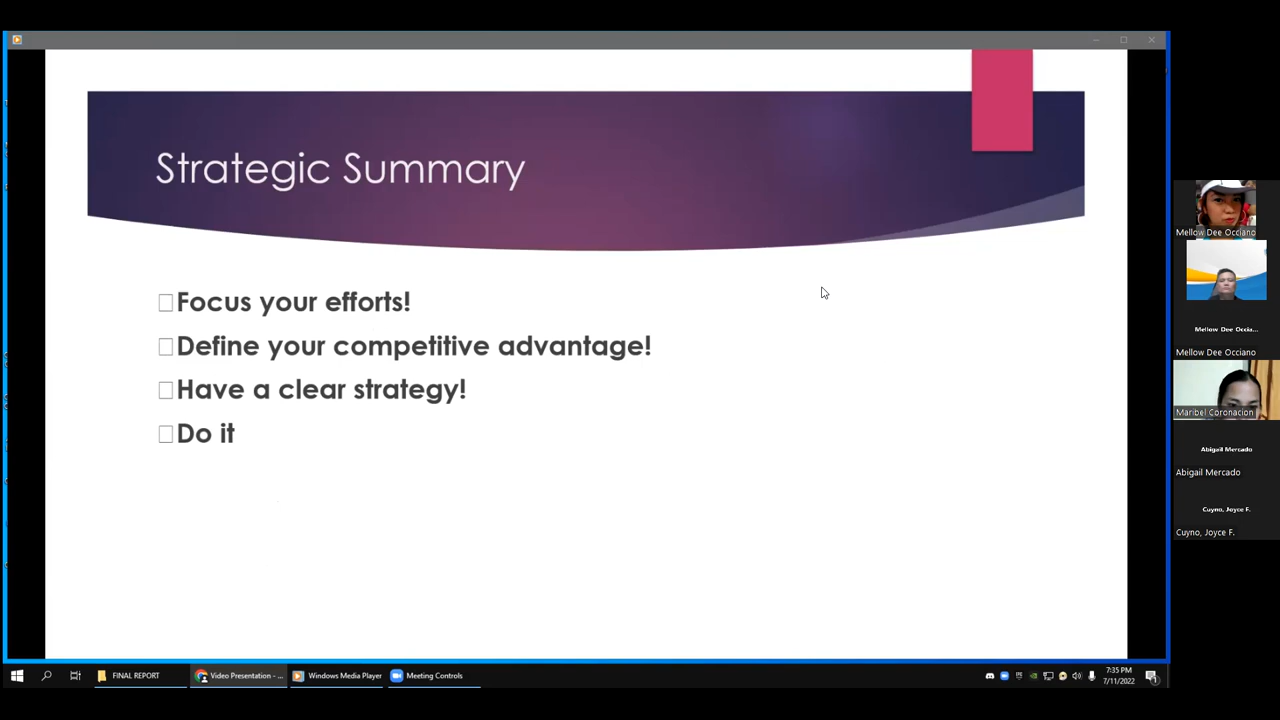 Strategic Summary
Focus your efforts!
Define your competitive advantage!
Have a clear strategy!
Do it
Mellow Dee Occiano
Mellow Dee Occia...
Mellow Dee Occiano
Maribel Coronacion
Abigail Mercado
Abigail Mercado
Cuyno, Joyce F.
Cuyno, Joyce F.
FINAL REPORT
Video Presentation - ...
Windows Media Player
Meeting Controls
7:35 PM
7/11/2022